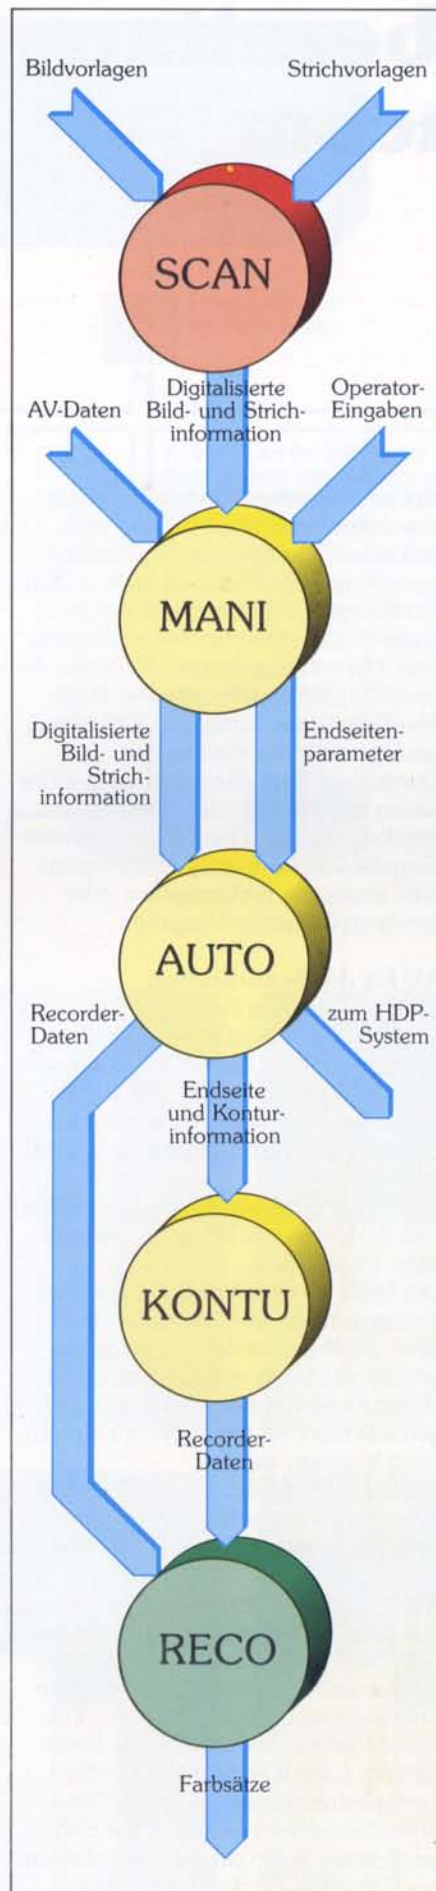 Bildvorlagen
Strichvorlagen
SCAN
AV-Daten
Digitalisierte
Bild- und Strich-
information
Operator-
Eingaben
MANI
Digitalisierte
Bild- und
Strich-
information
Endseiten-
parameter
AUTO
Recorder-
Daten
zum HDP-
System
Endseite
und Kontur-
information
KONTU
Recorder-
Daten
RECO
Farbsätze